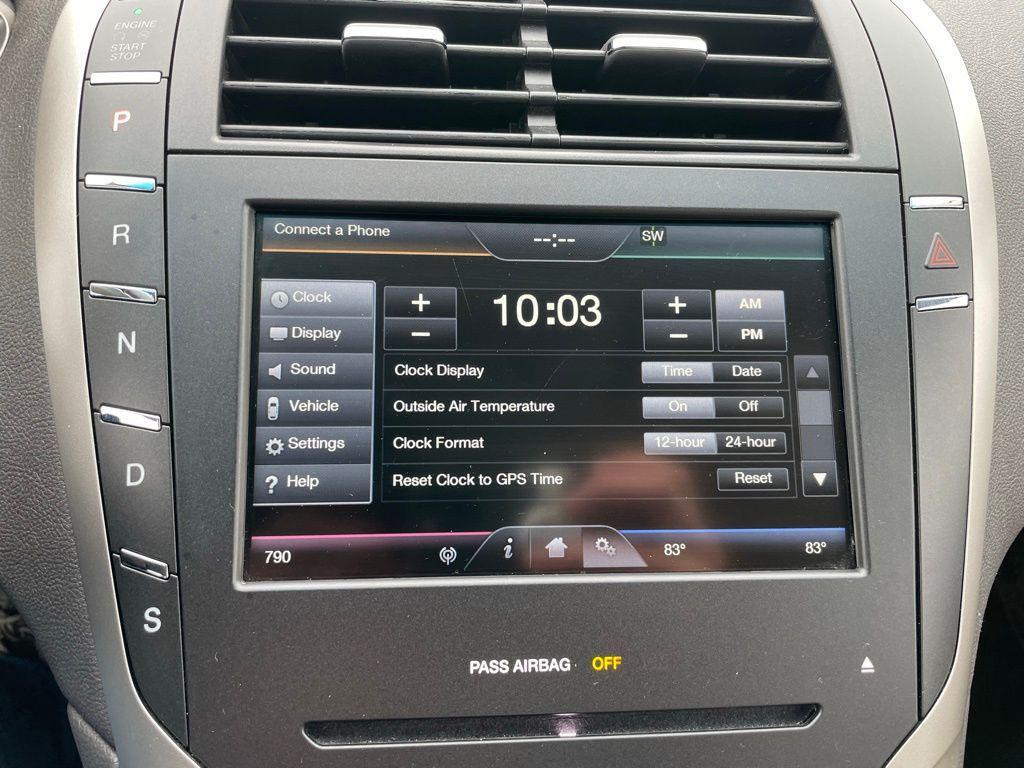 ENGINE
START
STOP
P
R
N
D
S
Connect a Phone
--:--
SW
Clock
Display
Sound
Vehicle
Settings
? Help
+
−
10:03
+
−
AM
PM
Clock Display Time Date
Outside Air Temperature On Off
Clock Format 12-hour 24-hour
Reset Clock to GPS Time Reset
790
i
83°
83°
PASS AIRBAG OFF